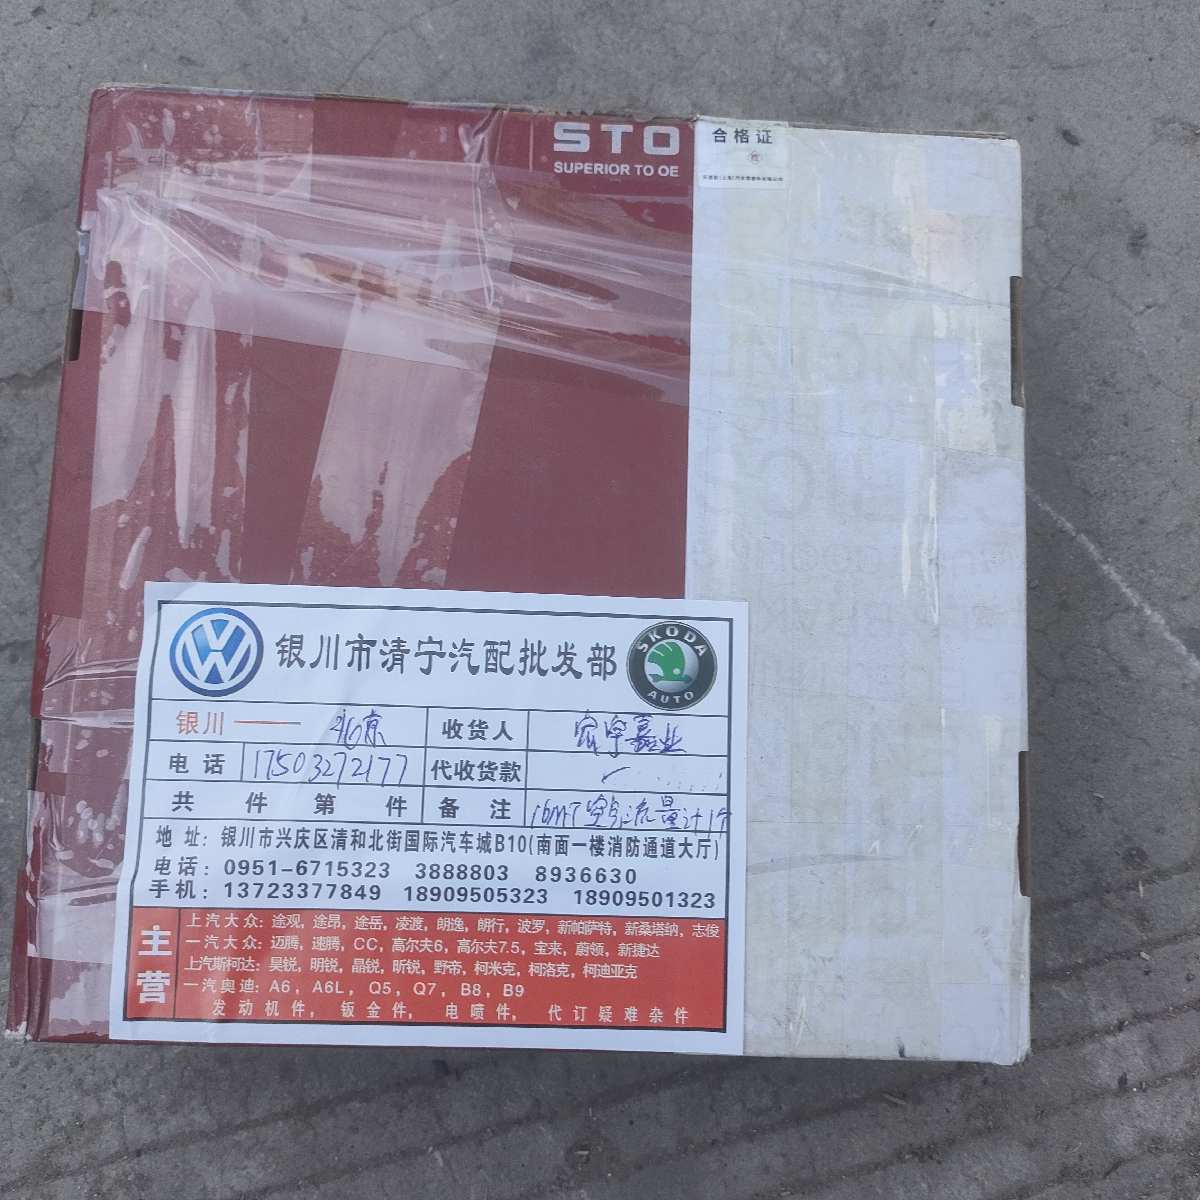 STO
SUPERIOR TO OE
合格证
银川市清宁汽配批发部
SKODA
AUTO
银川 — 北京 收货人 宏宇嘉业
电话 17503272177 代收货款
共 件 第 件 备 注 空气流量计1个
地 址: 银川市兴庆区清和北街国际汽车城B10(南面一楼消防通道大厅)
电话: 0951-6715323 3888803 8936630
手机: 13723377849 18909505323 18909501323
主营
上汽大众: 途观, 途昂, 途岳, 凌渡, 朗逸, 朗行, 波罗, 新帕萨特, 新桑塔纳, 志俊
一汽大众: 迈腾, 速腾, CC, 高尔夫6, 高尔夫7.5, 宝来, 蔚领, 新捷达
上汽斯柯达: 昊锐, 明锐, 晶锐, 昕锐, 野帝, 柯米克, 柯洛克, 柯迪亚克
一汽奥迪: A6, A6L, Q5, Q7, B8, B9
发动机件, 钣金件, 电喷件, 代订疑难杂件